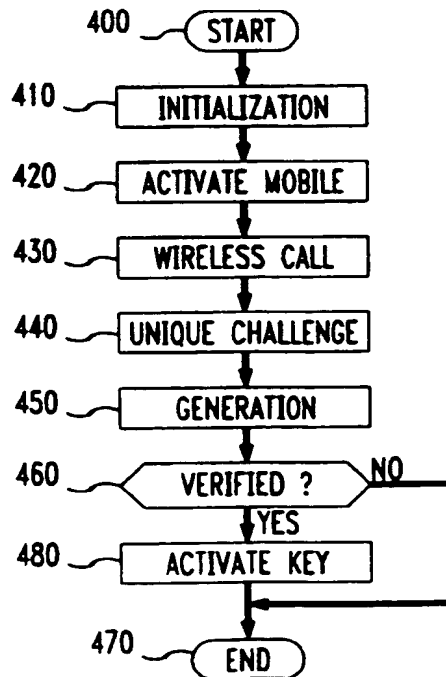 400 START
410 INITIALIZATION
420 ACTIVATE MOBILE
430 WIRELESS CALL
440 UNIQUE CHALLENGE
450 GENERATION
460 VERIFIED ? NO
YES
480 ACTIVATE KEY
470 END